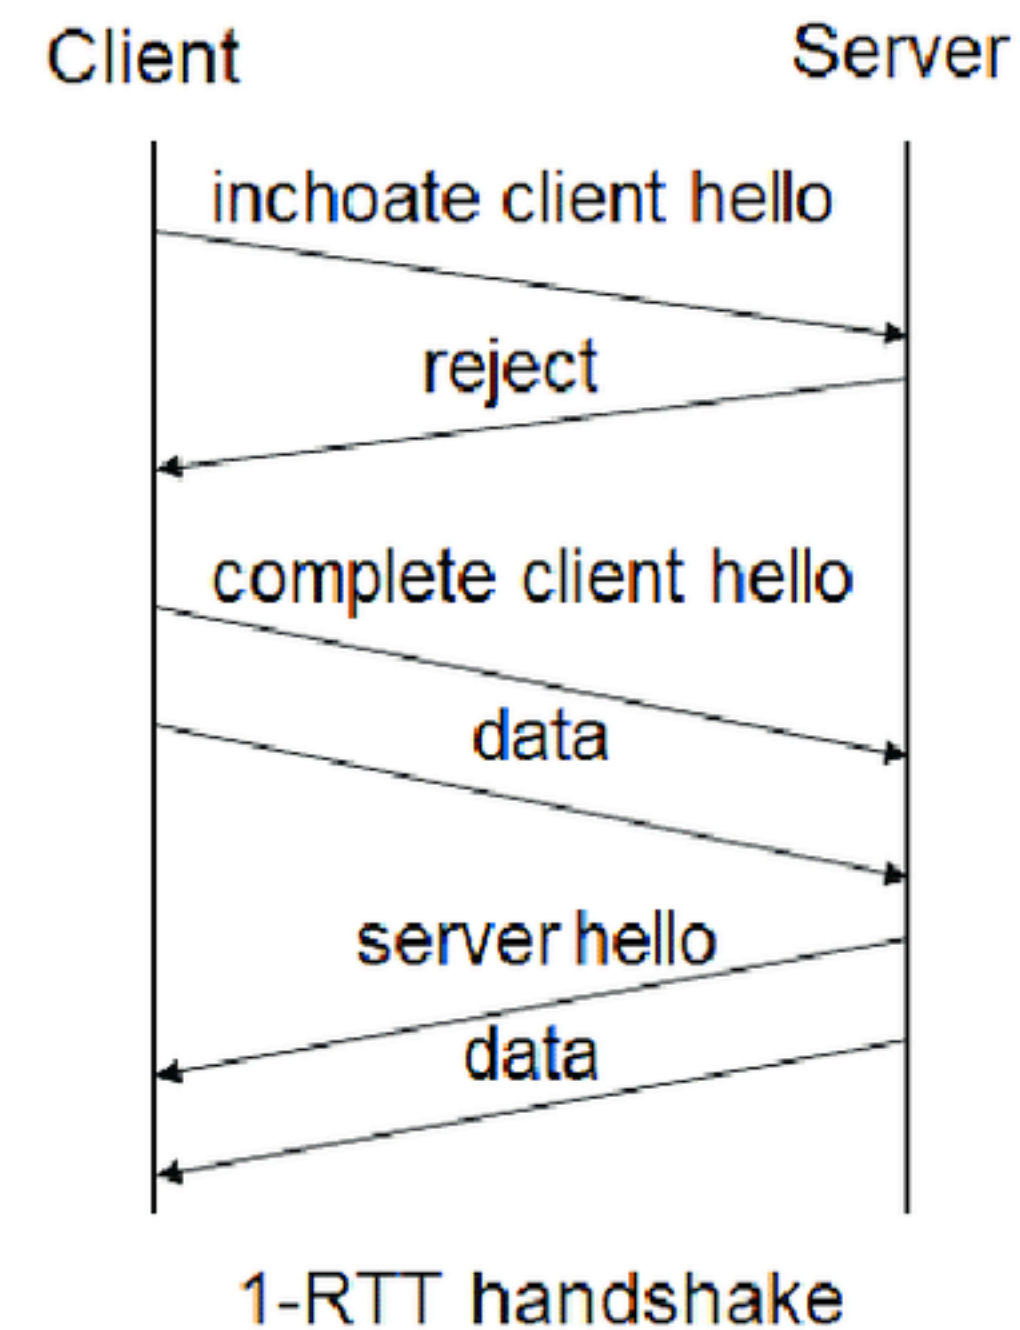 Client
Server
inchoate client hello
reject
complete client hello
data
server hello
data
1-RTT handshake